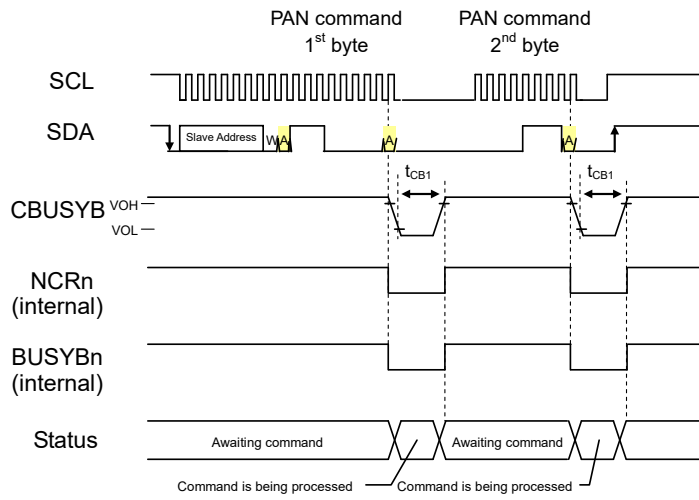 PAN command PAN command
1st byte 2nd byte
SCL
SDA Slave Address W A A A
tCB1 tCB1
CBUSYB VOH
VOL
NCRn
(internal)
BUSYBn
(internal)
Status Awaiting command Awaiting command
Command is being processed Command is being processed